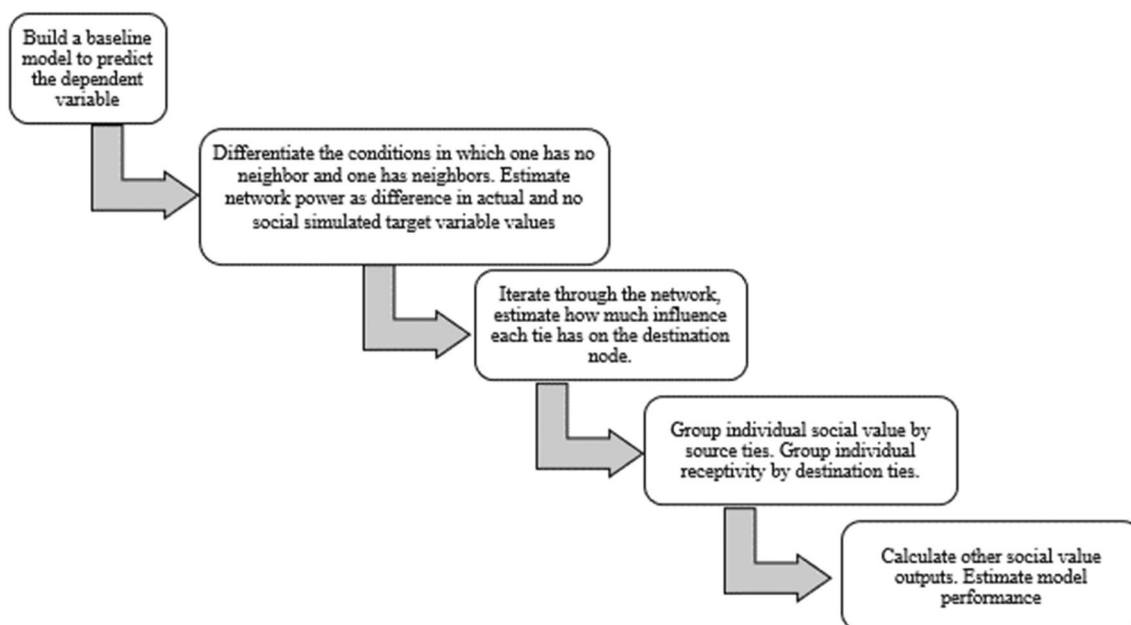 Build a baseline
model to predict
the dependent
variable
Differentiate the conditions in which one has no
neighbor and one has neighbors. Estimate
network power as difference in actual and no
social simulated target variable values
Iterate through the network,
estimate how much influence
each tie has on the destination
node.
Group individual social value by
source ties. Group individual
receptivity by destination ties.
Calculate other social value
outputs. Estimate model
performance